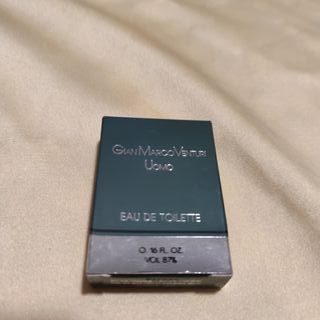 GIANMARCOVENTURI
UOMO
EAU DE TOILETTE
0.16 FL. OZ.
VOL 87%